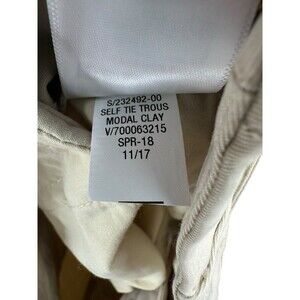 S/232492-00
SELF TIE TROUS
MODAL CLAY
V/700063215
SPR-18
11/17